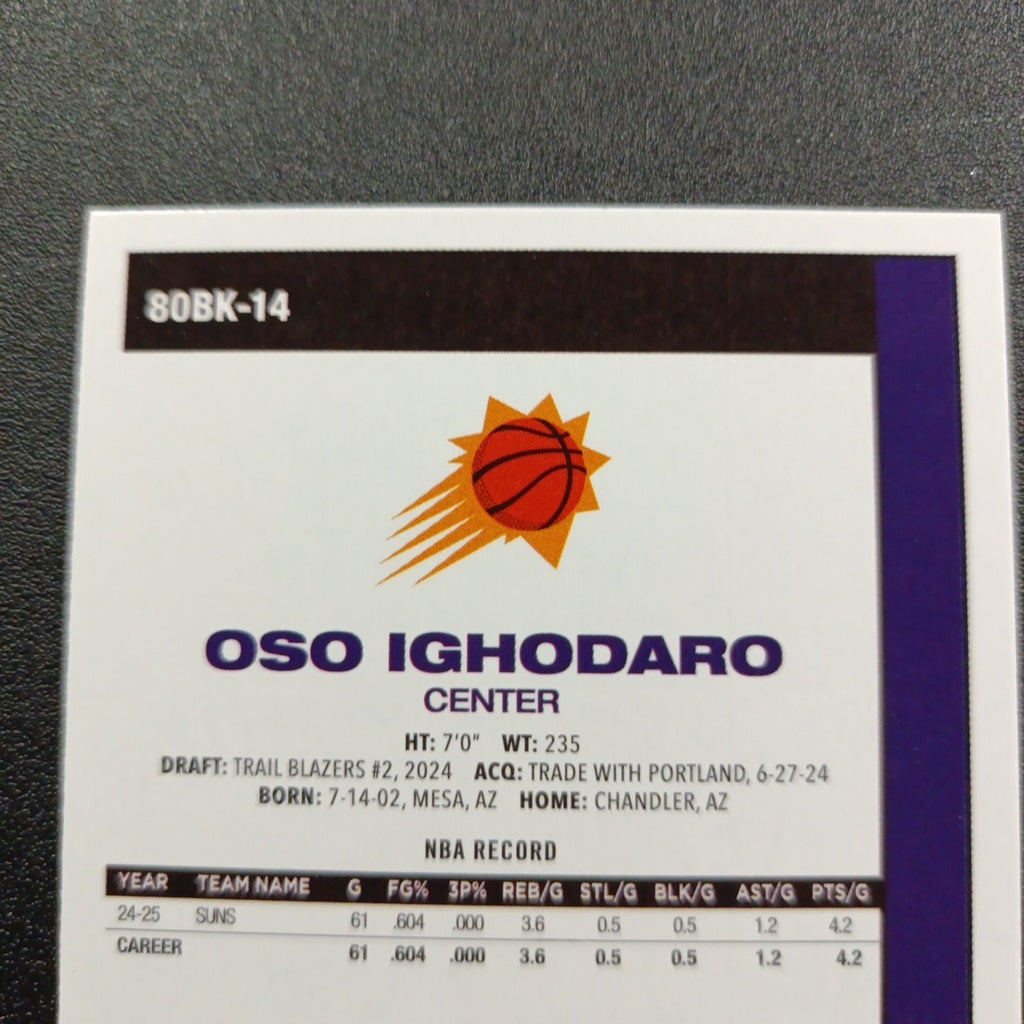 80BK-14
OSO IGHODARO
CENTER
HT: 7'0" WT: 235
DRAFT: TRAIL BLAZERS #2, 2024 ACQ: TRADE WITH PORTLAND, 6-27-24
BORN: 7-14-02, MESA, AZ HOME: CHANDLER, AZ
NBA RECORD
YEAR TEAM NAME G FG% 3P% REB/G STL/G BLK/G AST/G PTS/G
24-25 SUNS 61 .604 .000 3.6 0.5 0.5 1.2 4.2
CAREER 61 .604 .000 3.6 0.5 0.5 1.2 4.2